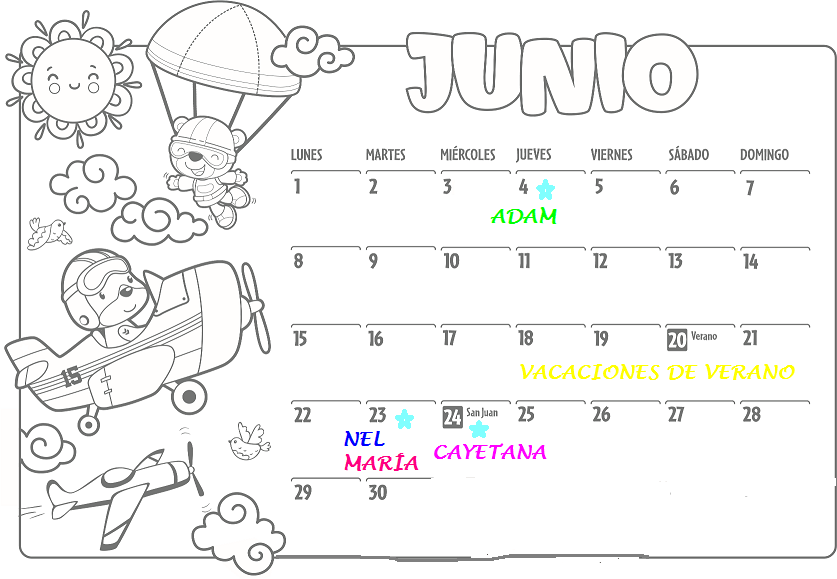 JUNIO
LUNES MARTES MIÉRCOLES JUEVES VIERNES SÁBADO DOMINGO
1 2 3 4 5 6 7
ADAM
8 9 10 11 12 13 14
15 16 17 18 19 20 Verano 21
15
VACACIONES DE VERANO
22 23 24 San Juan 25 26 27 28
NEL
MARÍA CAYETANA
29 30